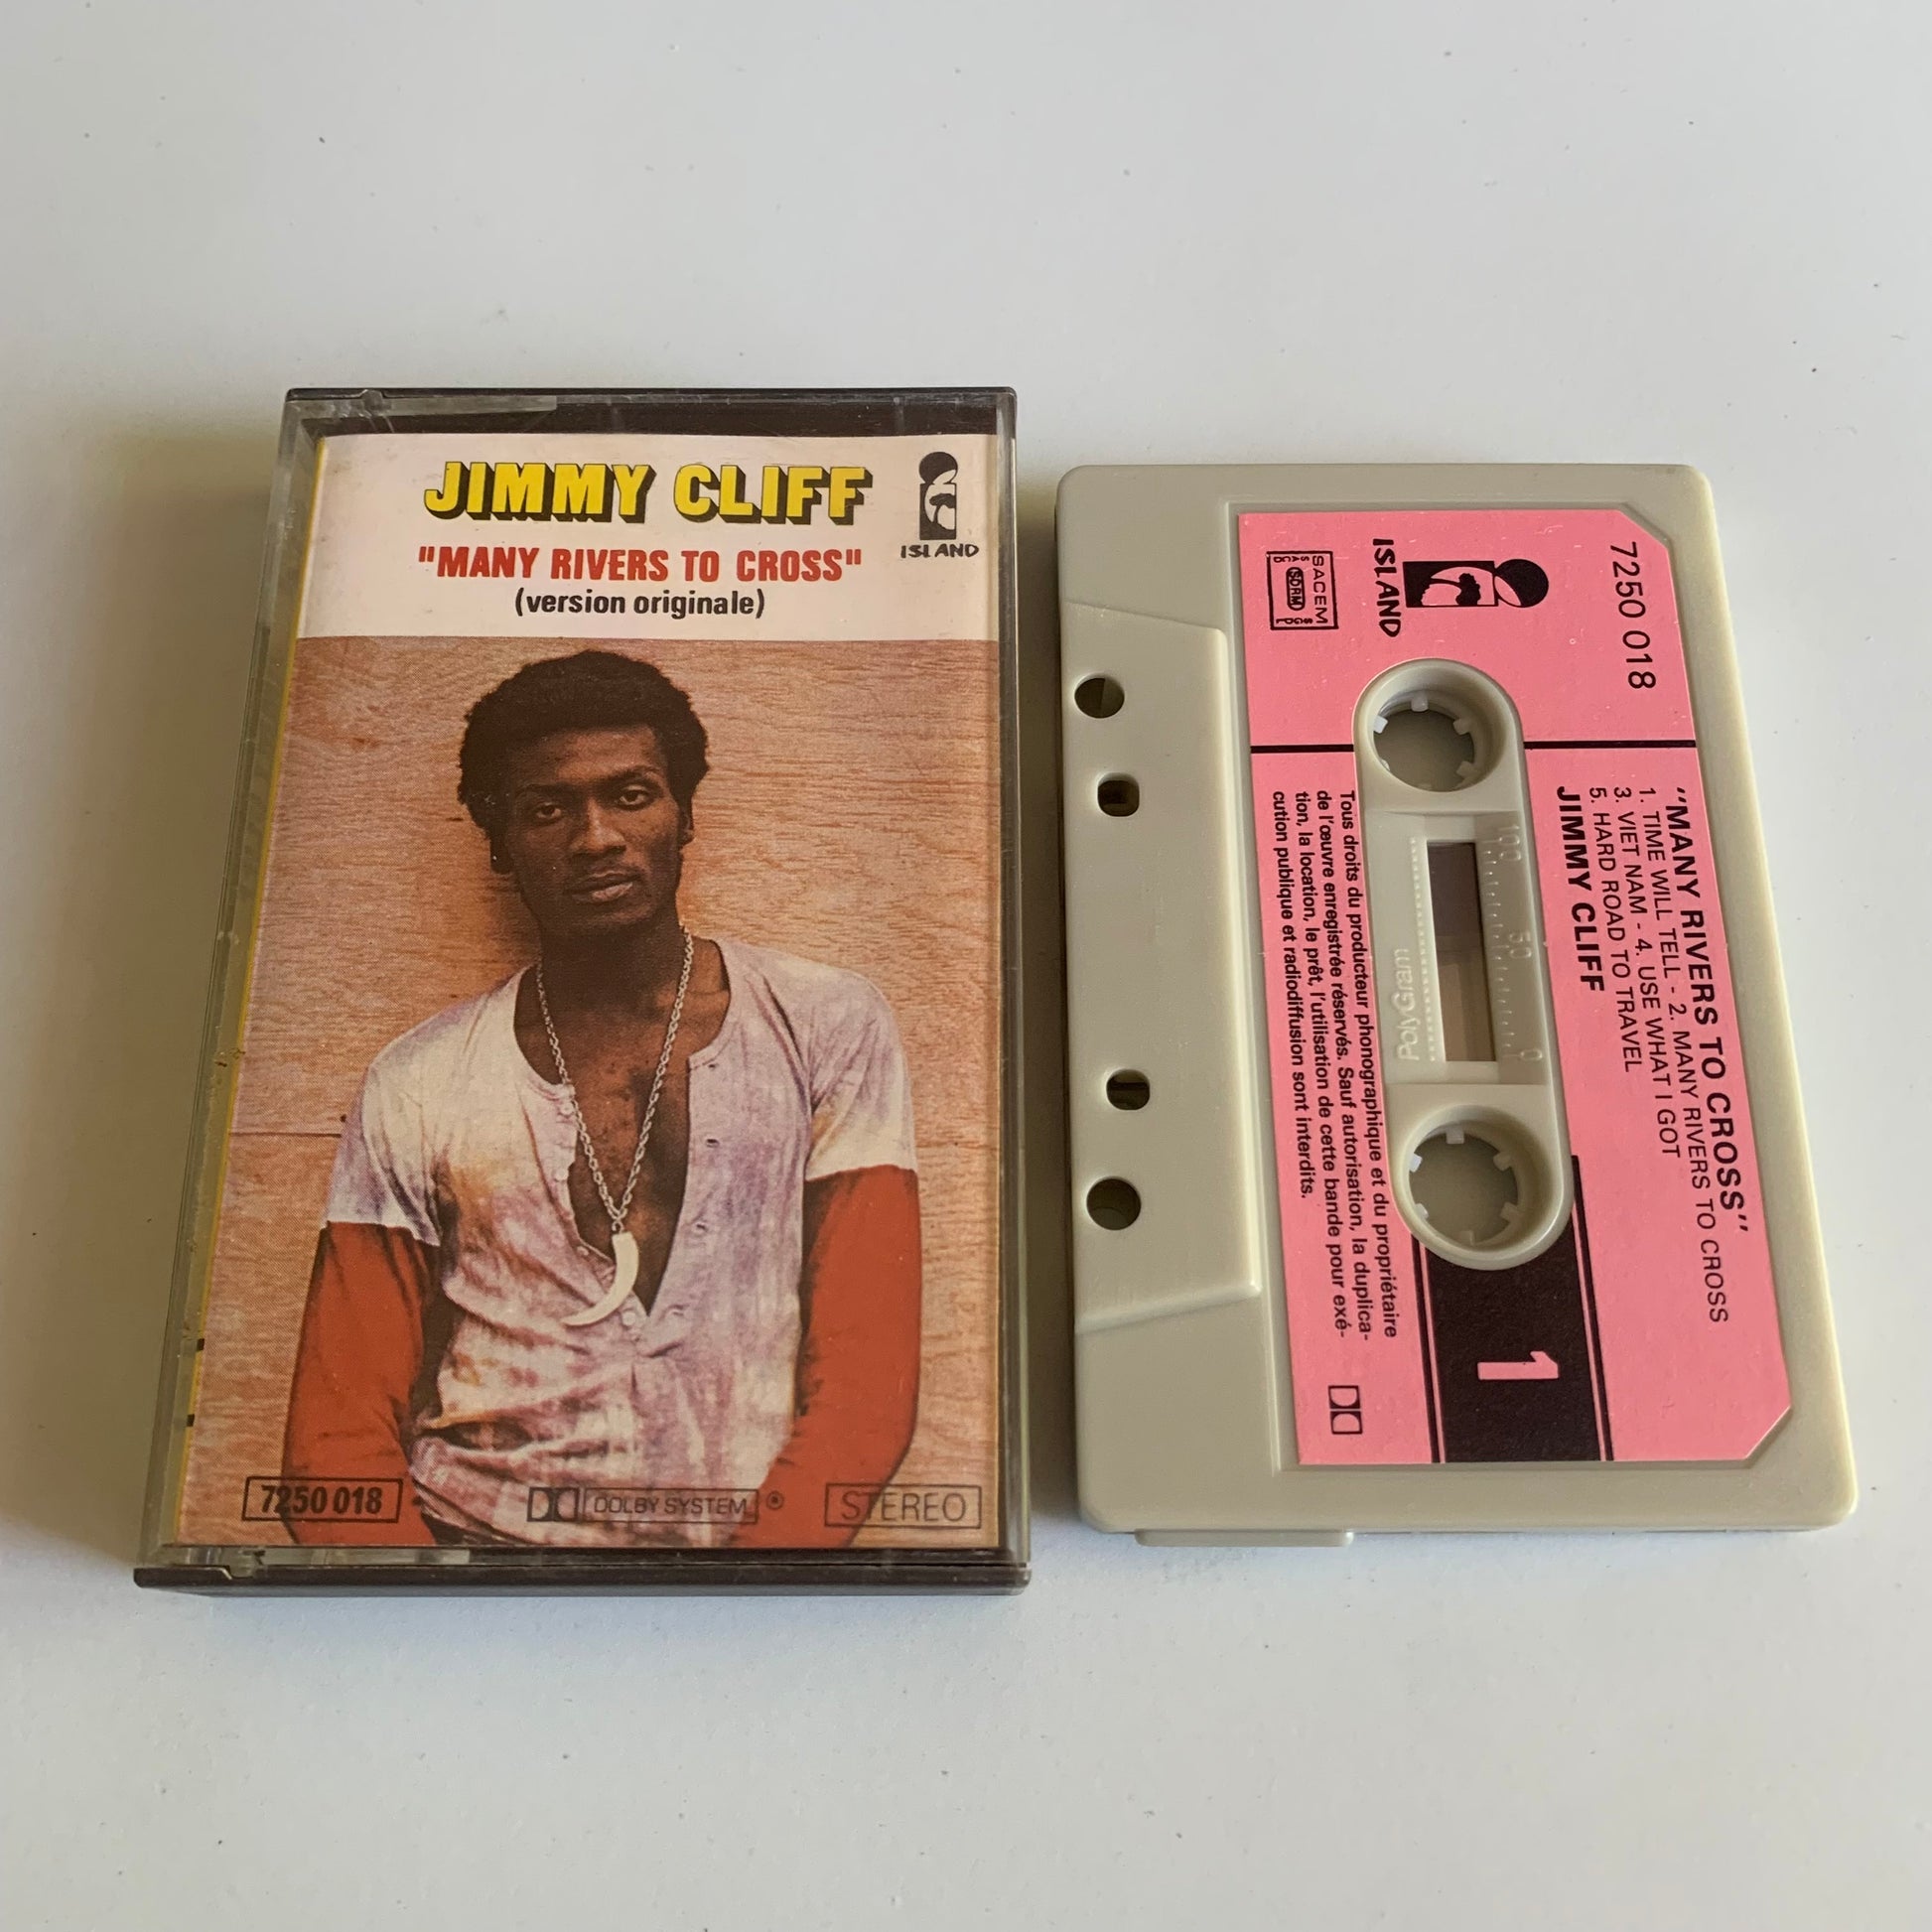 JIMMY CLIFF
"MANY RIVERS TO CROSS"
(version originale)
ISLAND
7250 018
DOLBY SYSTEM
STEREO
7250 018
ISLAND
SACEM
SDRM
"MANY RIVERS TO CROSS"
1. TIME WILL TELL - 2. MANY RIVERS TO CROSS
3. VIET NAM - 4. USE WHAT I GOT
5. HARD ROAD TO TRAVEL
JIMMY CLIFF
100 50 0
PolyGram
Tous droits du producteur phonographique et du propriétaire
de l'œuvre enregistrée réservés. Sauf autorisation, la duplica-
tion, la location, le prêt, l'utilisation de cette bande pour exé-
cution publique et radiodiffusion sont interdits.
1